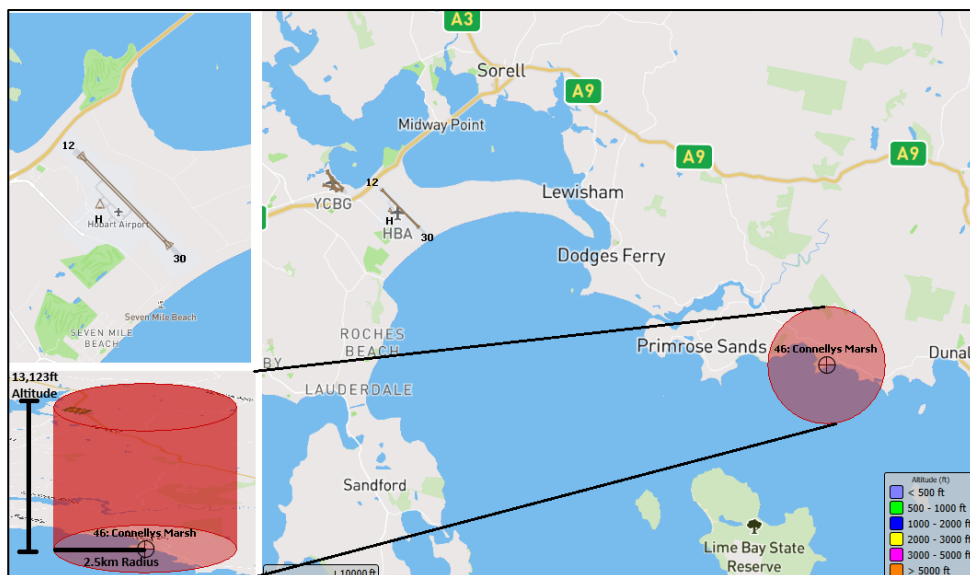 12
H
Hobart Airport
30
Seven Mile Beach
SEVEN MILE
BEACH
13,123ft
Altitude
46: Connellys Marsh
2.5km Radius
A3
Sorell
A9
Midway Point
A9
A9
12
YCBG
H
HBA
30
Lewisham
Dodges Ferry
ROCHES
BEACH
BY
Primrose Sands
46: Connellys Marsh
Dunal
LAUDERDALE
Sandford
Lime Bay State
Reserve
10000 ft
Altitude (ft)
< 500 ft
500 - 1000 ft
1000 - 2000 ft
2000 - 3000 ft
3000 - 5000 ft
> 5000 ft